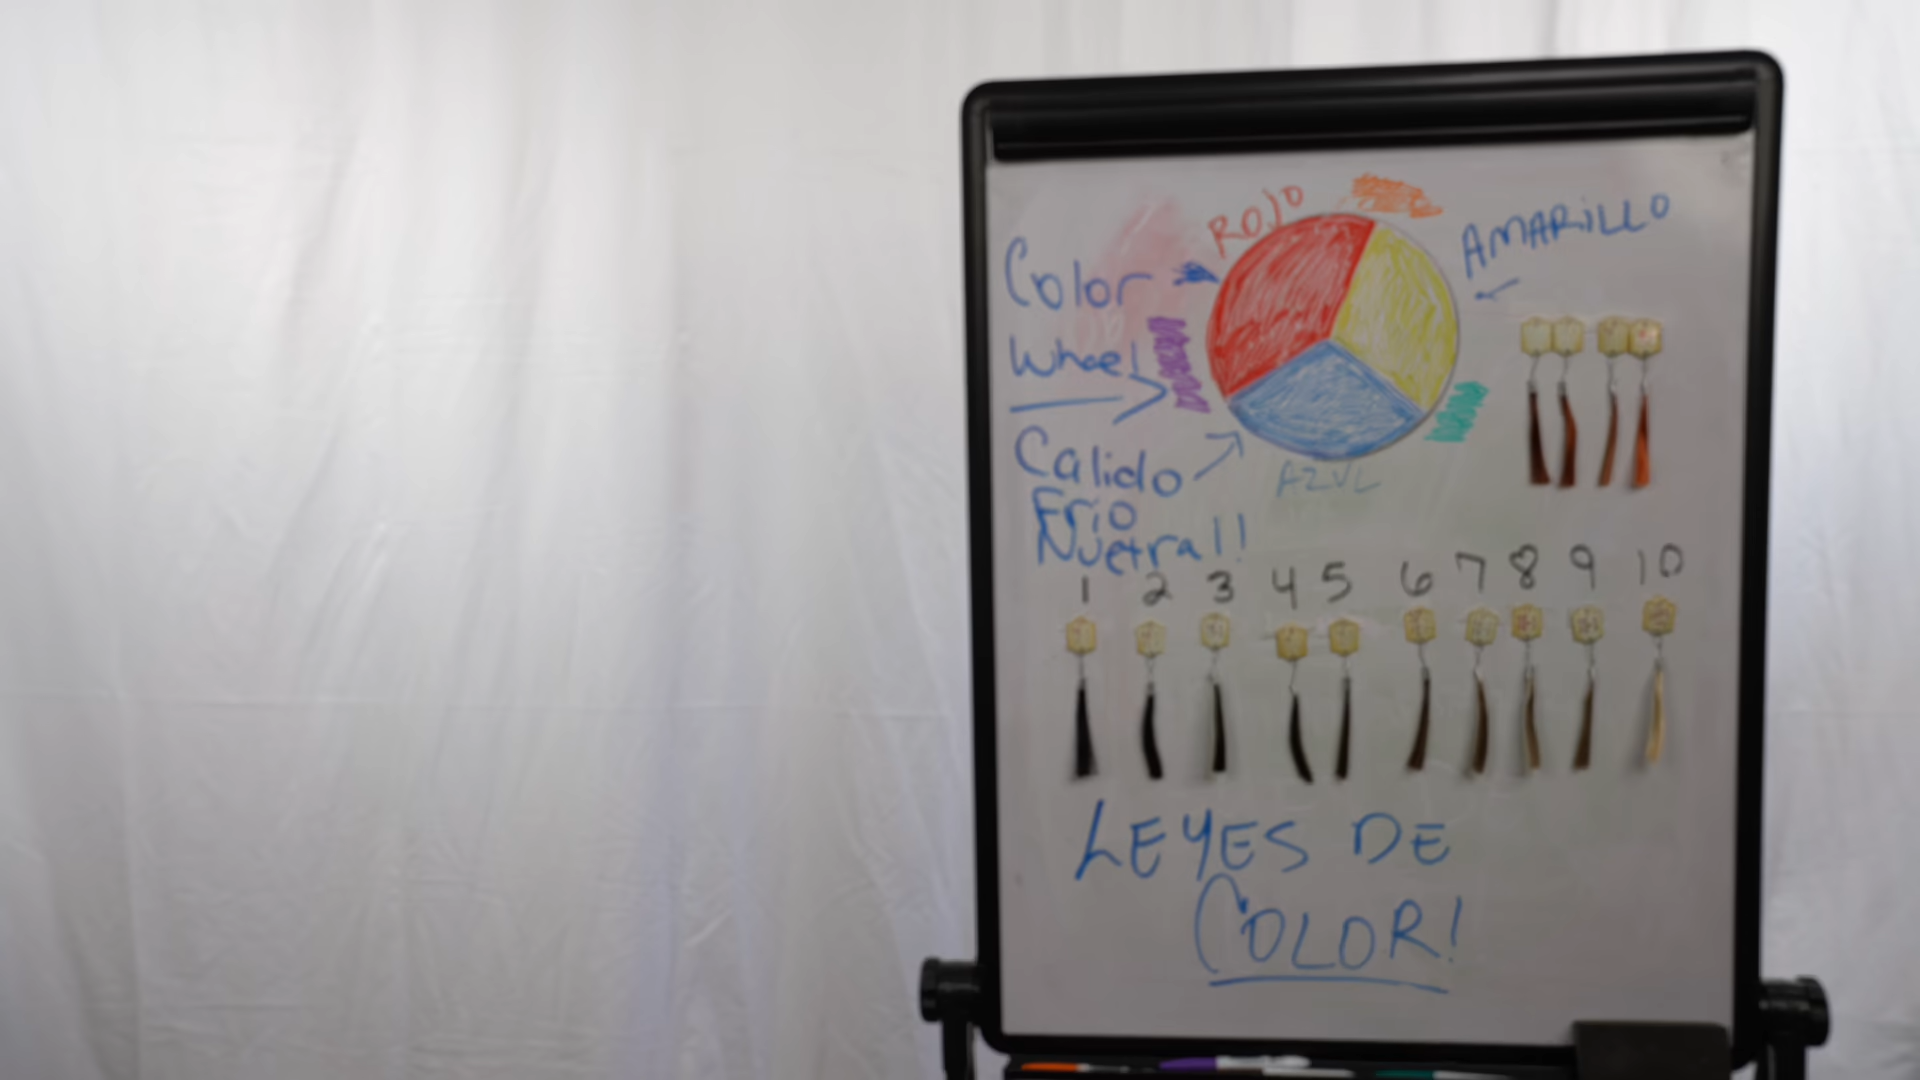 ROJO
AMARILLO
Color
Wheel
Calido
Frio
Nuetral!!
AZUL
1 2 3 4 5 6 7 8 9 10
LEYES DE
COLOR!